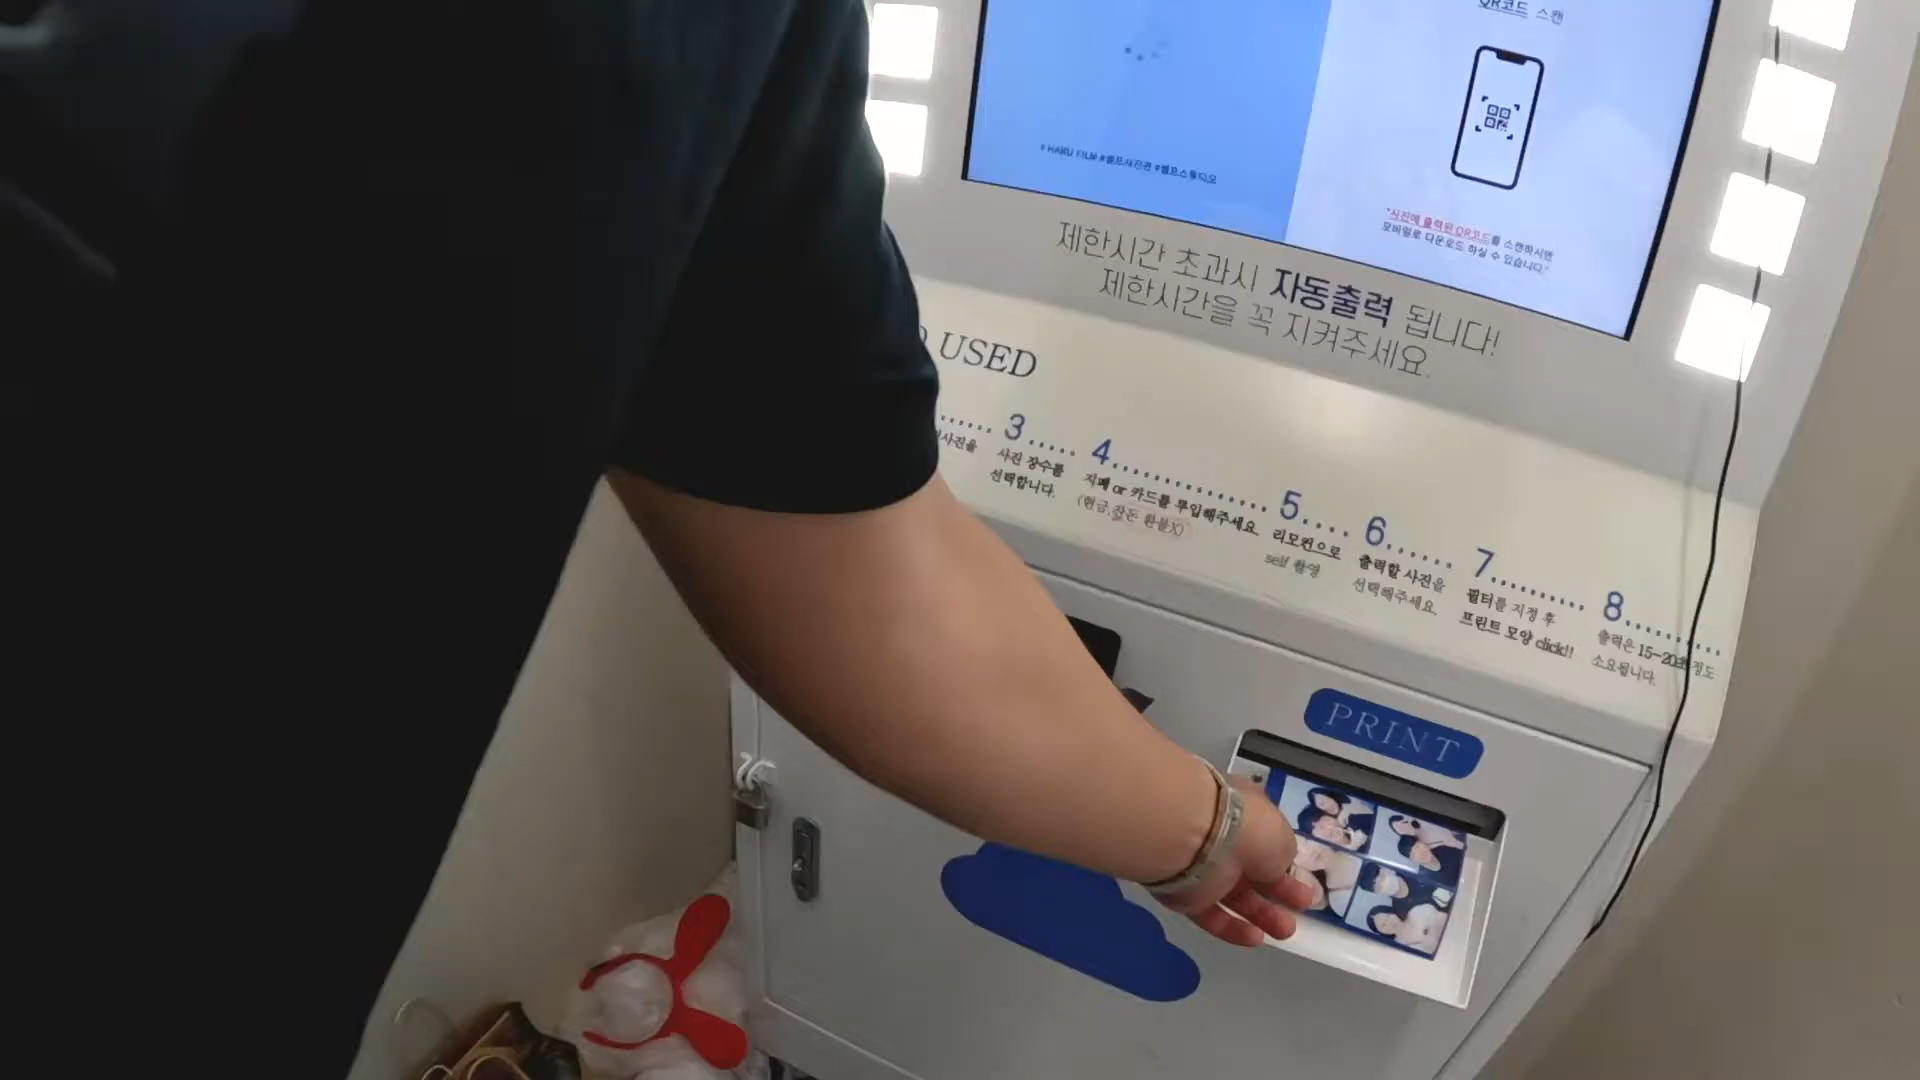 QR코드 스캔
# HARU FILM #셀프사진관 #셀프스튜디오
"사진에 출력된 QR코드를 스캔하시면
모바일로 다운로드 하실 수 있습니다."
제한시간 초과시 자동출력 됩니다!
제한시간을 꼭 지켜주세요.
USED
사진을
3
사진 장수를
선택합니다.
4
지폐 or 카드를 투입해주세요
(현금,잔돈 환불X)
5
리모컨으로
self 촬영
6
출력할 사진을
선택해주세요.
7
필터를 지정 후
프린트 모양 click!!
8
출력은 15-20초 정도
소요됩니다.
PRINT